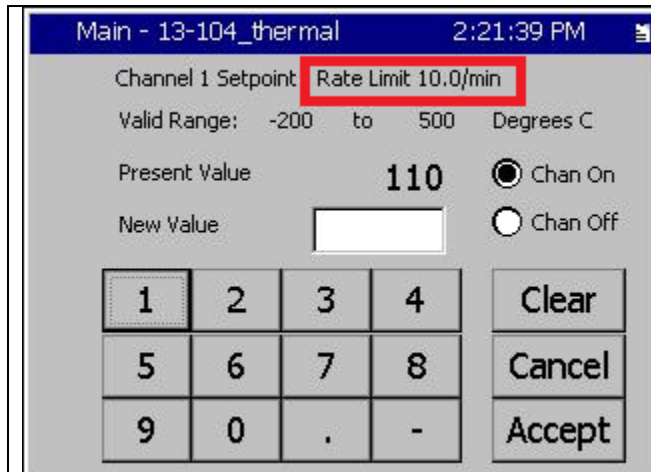 Main - 13-104_thermal 2:21:39 PM
Channel 1 Setpoint Rate Limit 10.0/min
Valid Range: -200 to 500 Degrees C
Present Value 110 Chan On
New Value Chan Off
1 2 3 4 Clear
5 6 7 8 Cancel
9 0 . - Accept